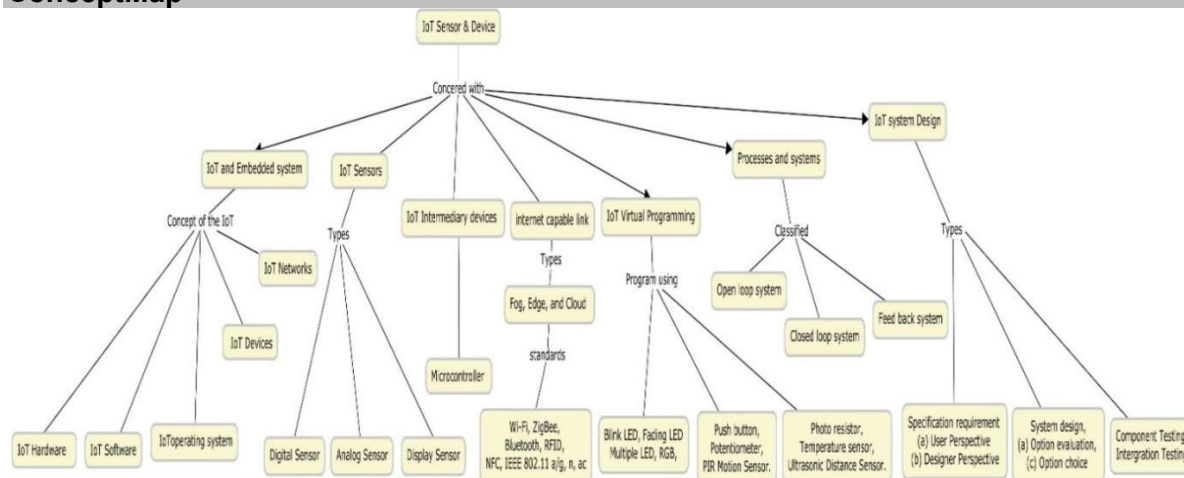 ConceptMap
IoT Sensor & Device
Concered with
IoT system Design
IoT and Embedded system
IoT Sensors
Processes and systems
IoT Intermediary devices
internet capable link
IoT Virtual Programming
Concept of the IoT
Types
Types
Program using
Classified
Types
IoT Networks
Open loop system
Fog, Edge, and Cloud
Feed back system
IoT Devices
Closed loop system
standards
Microcontroller
IoT Hardware
IoT Software
IoToperating system
Digital Sensor
Analog Sensor
Display Sensor
Wi-Fi, ZigBee,
Bluetooth, RFID,
NFC, IEEE 802.11 a/g, n, ac
Blink LED, Facing LED
Multiple LED, RGB,
Push button,
Potentiometer,
PIR Motion Sensor.
Photo resistor,
Temperature sensor,
Ultrasonic Distance Sensor.
Specification requirement
(a) User Perspective
(b) Designer Perspective
System design,
(a) Option evaluation,
(c) Option choice
Component Testing
Intergration Testing